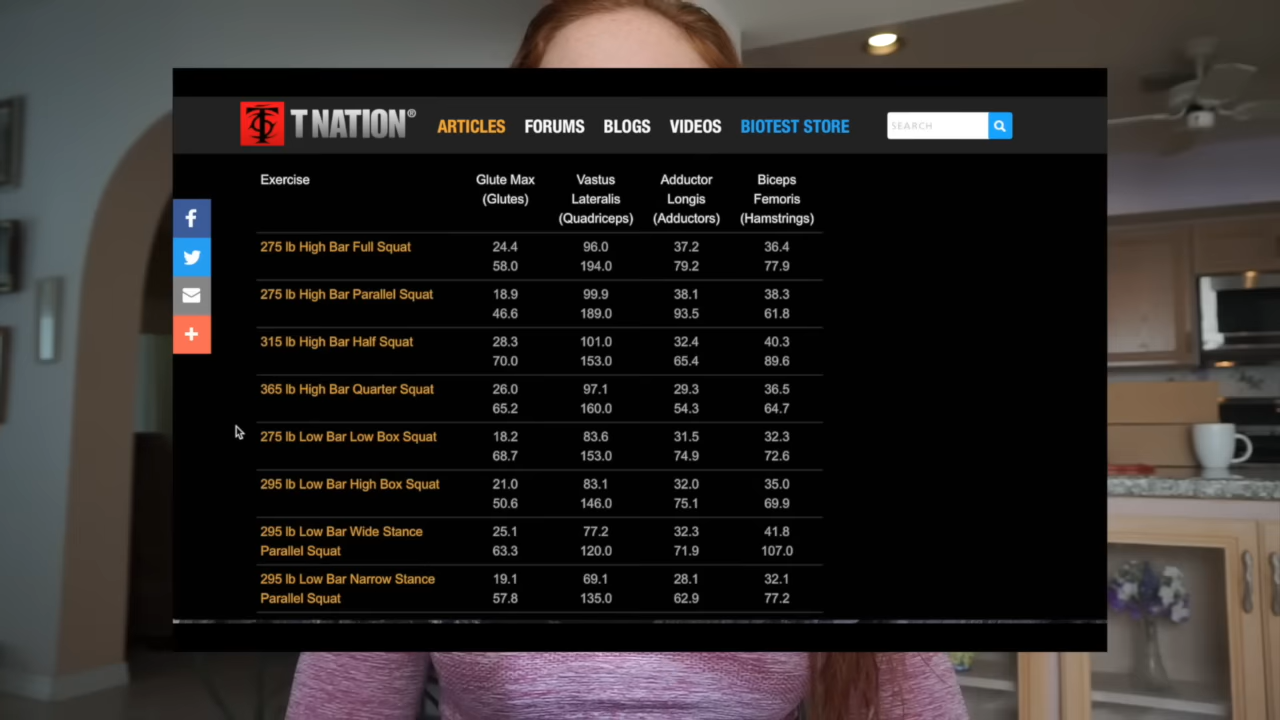 T NATION®
ARTICLES FORUMS BLOGS VIDEOS BIOTEST STORE SEARCH
Exercise Glute Max (Glutes) Vastus Lateralis (Quadriceps) Adductor Longis (Adductors) Biceps Femoris (Hamstrings)
275 lb High Bar Full Squat 24.4 96.0 37.2 36.4
58.0 194.0 79.2 77.9
275 lb High Bar Parallel Squat 18.9 99.9 38.1 38.3
46.6 189.0 93.5 61.8
315 lb High Bar Half Squat 28.3 101.0 32.4 40.3
70.0 153.0 65.4 89.6
365 lb High Bar Quarter Squat 26.0 97.1 29.3 36.5
65.2 160.0 54.3 64.7
275 lb Low Bar Low Box Squat 18.2 83.6 31.5 32.3
68.7 153.0 74.9 72.6
295 lb Low Bar High Box Squat 21.0 83.1 32.0 35.0
50.6 146.0 75.1 69.9
295 lb Low Bar Wide Stance 25.1 77.2 32.3 41.8
Parallel Squat 63.3 120.0 71.9 107.0
295 lb Low Bar Narrow Stance 19.1 69.1 28.1 32.1
Parallel Squat 57.8 135.0 62.9 77.2